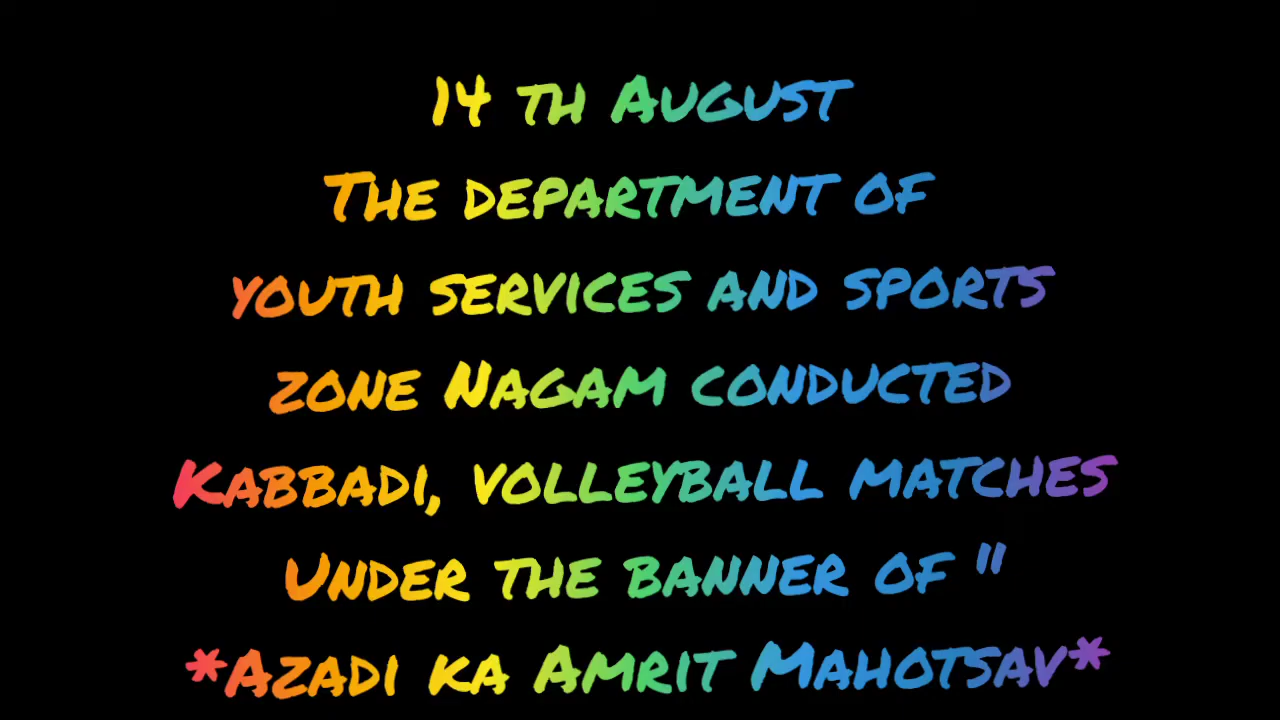 14 th August
The department of
youth services and sports
zone Nagam conducted
Kabbadi, volleyball matches
Under the banner of "
*Azadi ka Amrit Mahotsav*